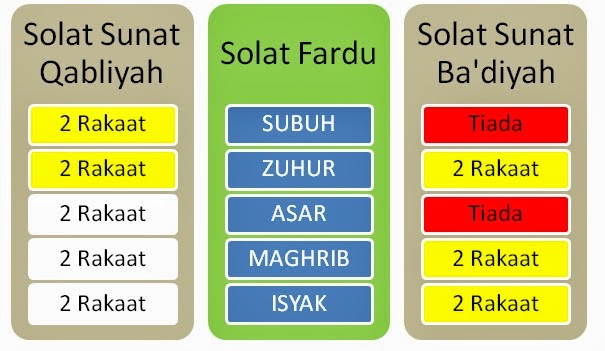 Solat Sunat
Qabliyah
2 Rakaat
2 Rakaat
2 Rakaat
2 Rakaat
2 Rakaat
Solat Fardu
SUBUH
ZUHUR
ASAR
MAGHRIB
ISYAK
Solat Sunat
Ba'diyah
Tiada
2 Rakaat
Tiada
2 Rakaat
2 Rakaat